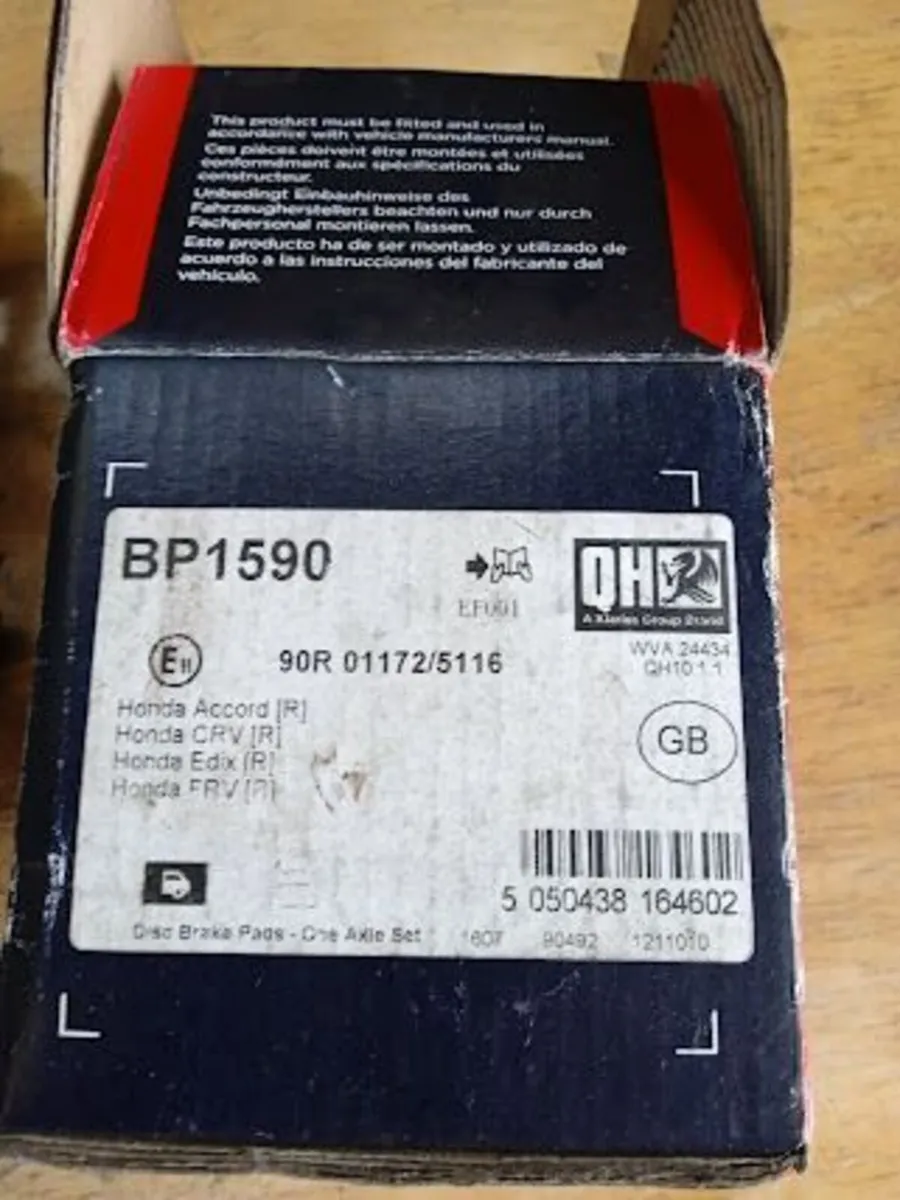 This product must be fitted and used in
accordance with vehicle manufacturers manual.
Ces pièces doivent être montées et utilisées
conformément aux spécifications du
constructeur.
Unbedingt Einbauhinweise des
Fahrzeugherstellers beachten und nur durch
Fachpersonal montieren lassen.
Este producto ha de ser montado y utilizado de
acuerdo a las instrucciones del fabricante del
vehículo.
BP1590
EF001
QH
A Klarius Group Brand
E11
90R 01172/5116
WVA 24434
QH10 1 1
Honda Accord [R]
Honda CRV [R]
Honda Edix [R]
Honda FRV [R]
GB
5 050438 164602
Disc Brake Pads - One Axle Set
1607 90492